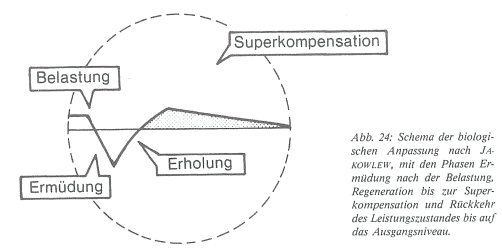 Superkompensation
Belastung
Erholung
Ermüdung
Abb. 24: Schema der biologi-
schen Anpassung nach JA-
KOWLEW, mit den Phasen Er-
müdung nach der Belastung,
Regeneration bis zur Super-
kompensation und Rückkehr
des Leistungszustandes bis auf
das Ausgangsniveau.